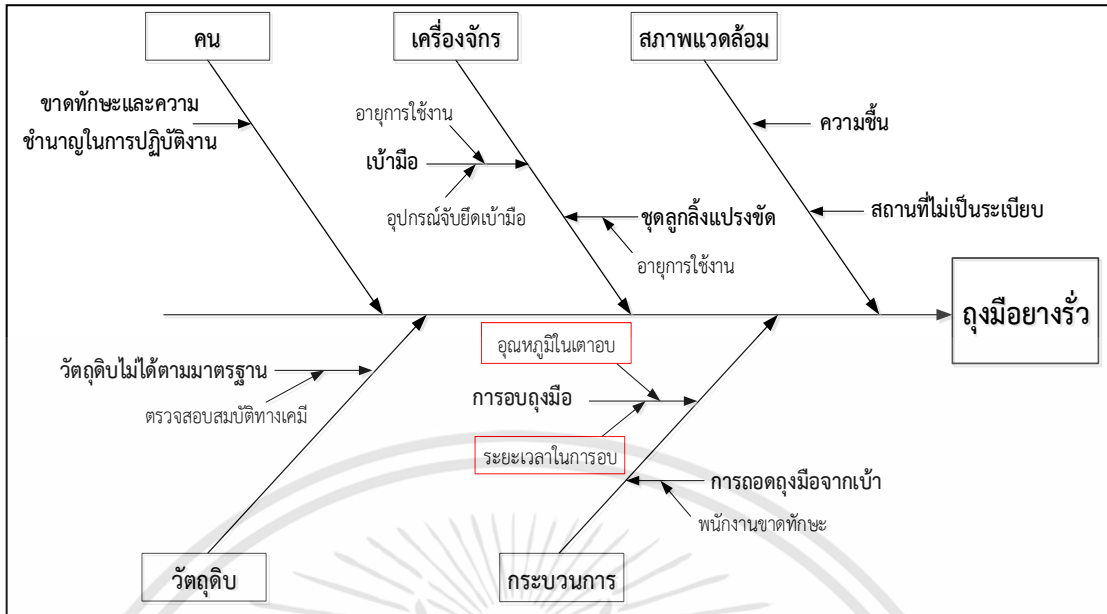 คน
เครื่องจักร
สภาพแวดล้อม
ขาดทักษะและความ
ชำนาญในการปฏิบัติงาน
อายุการใช้งาน
เบ้ามือ
อุปกรณ์จับยึดเบ้ามือ
ชุดลูกลิ้งแปรงขัด
อายุการใช้งาน
ความชื้น
สถานที่ไม่เป็นระเบียบ
ถุงมือยางรั่ว
วัตถุดิบไม่ได้ตามมาตรฐาน
ตรวจสอบสมบัติทางเคมี
อุณหภูมิในเตาอบ
การอบถุงมือ
ระยะเวลาในการอบ
การถอดถุงมือจากเบ้า
พนักงานขาดทักษะ
วัตถุดิบ
กระบวนการ